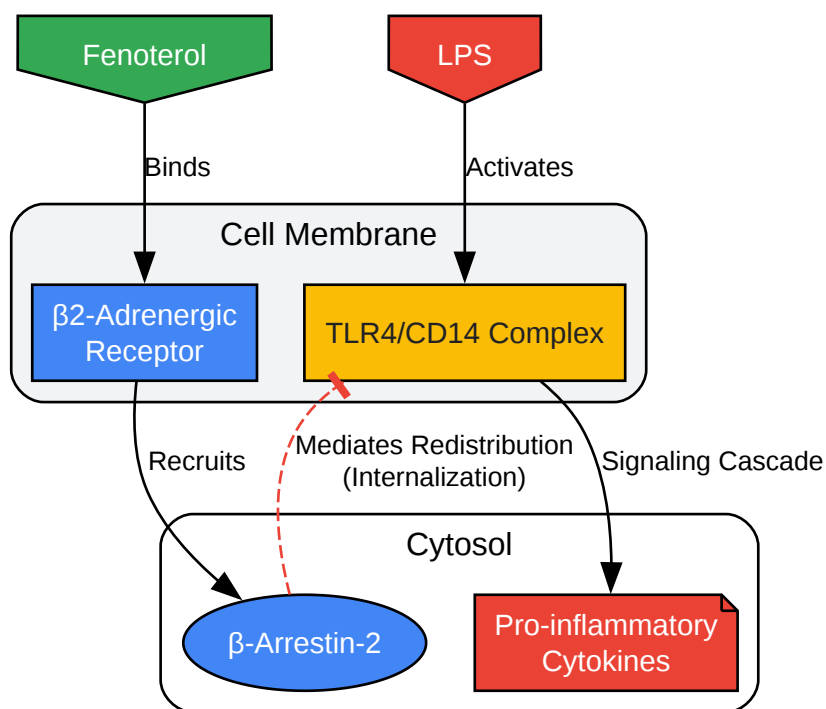 Fenoterol
LPS
Binds
Activates
Cell Membrane
β2-Adrenergic
Receptor
TLR4/CD14 Complex
Recruits
Mediates Redistribution
(Internalization)
Signaling Cascade
Cytosol
β-Arrestin-2
Pro-inflammatory
Cytokines